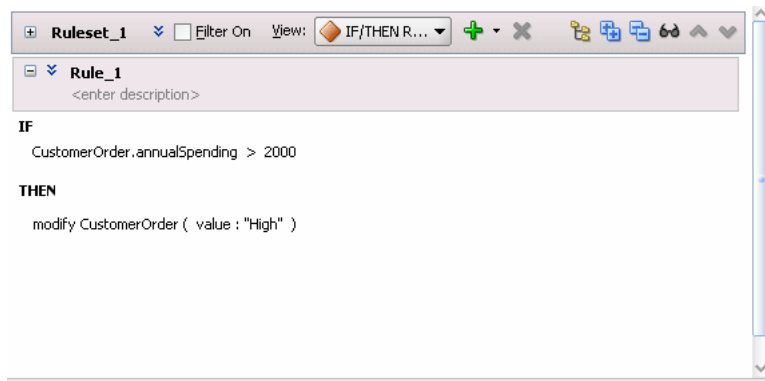 Ruleset_1 Filter On View: IF/THEN R...
Rule_1
<enter description>
IF
CustomerOrder.annualSpending > 2000
THEN
modify CustomerOrder ( value : "High" )